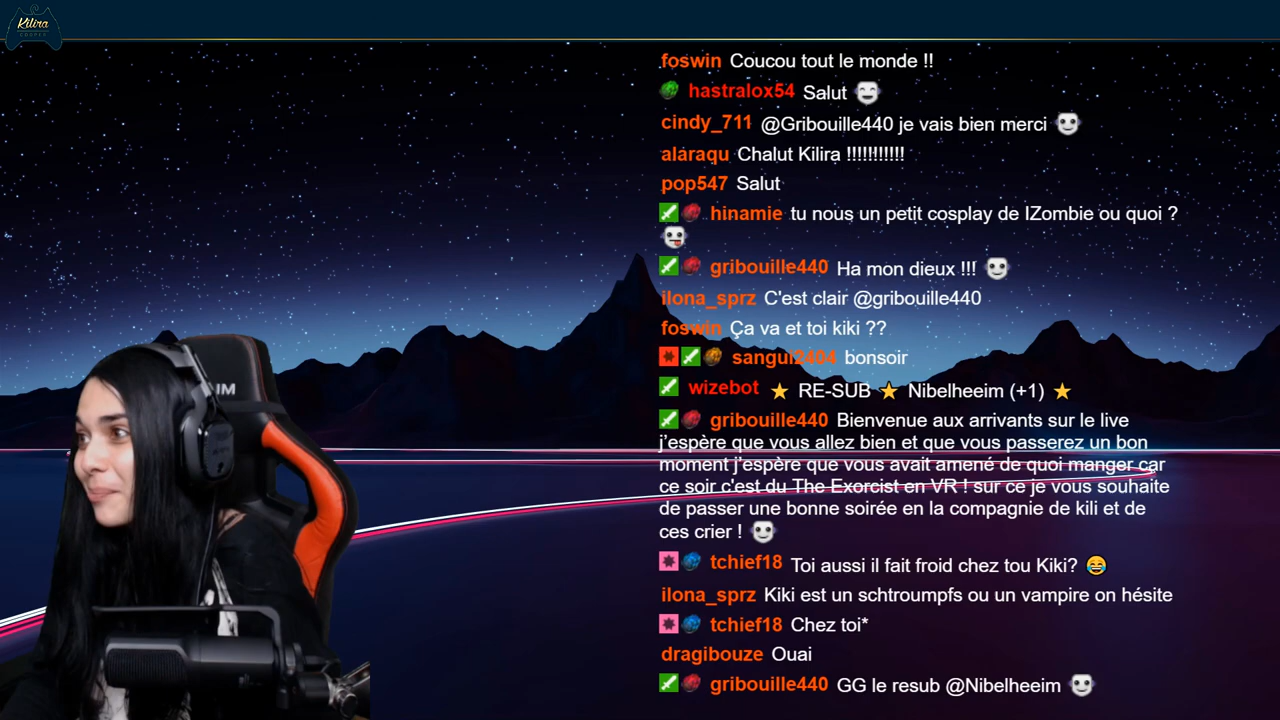 Kilira
COOPER
foswin Coucou tout le monde !!
hastralox54 Salut
cindy_711 @Gribouille440 je vais bien merci
alaraqu Chalut Kilira !!!!!!!!!!!
pop547 Salut
hinamie tu nous un petit cosplay de IZombie ou quoi ?
gribouille440 Ha mon dieux !!!
ilona_sprz C'est clair @gribouille440
foswin Ça va et toi kiki ??
sangui2404 bonsoir
wizebot RE-SUB Nibelheeim (+1)
gribouille440 Bienvenue aux arrivants sur le live
j'espère que vous allez bien et que vous passerez un bon
moment j'espère que vous avait amené de quoi manger car
ce soir c'est du The Exorcist en VR ! sur ce je vous souhaite
de passer une bonne soirée en la compagnie de kili et de
ces crier !
tchief18 Toi aussi il fait froid chez tou Kiki?
ilona_sprz Kiki est un schtroumpfs ou un vampire on hésite
tchief18 Chez toi*
dragibouze Ouai
gribouille440 GG le resub @Nibelheeim